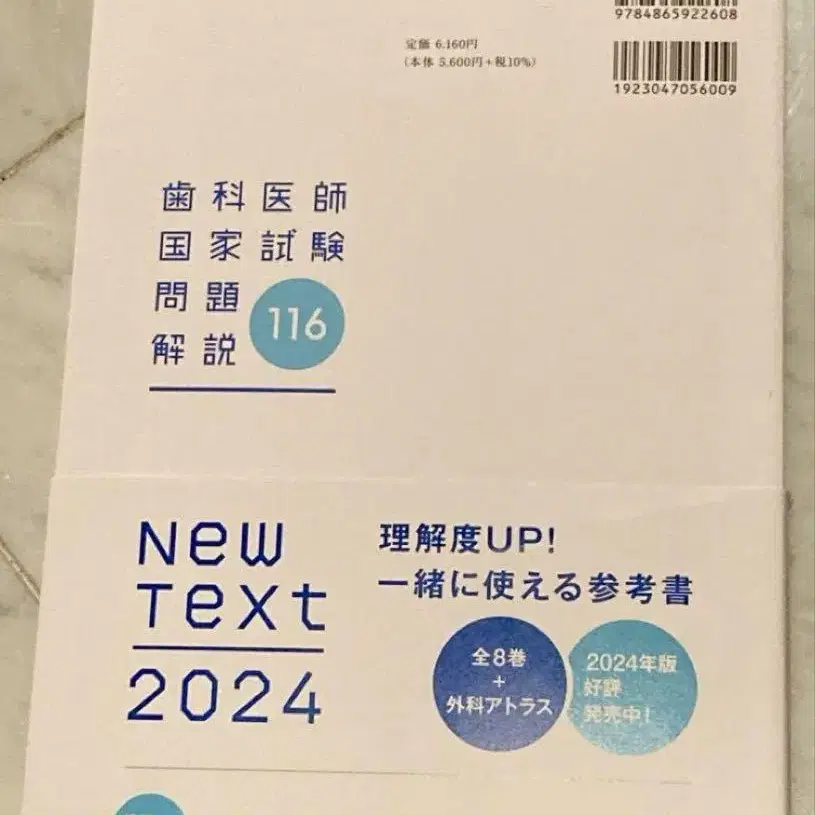 9784865922608
定価 6,160円
(本体 5,600円+税10%)
1923047056009
歯科医師
国家試験
問題
解説
116
New
Text
2024
理解度UP!
一緒に使える参考書
全8巻
+
外科アトラス
2024年版
好評
発売中!